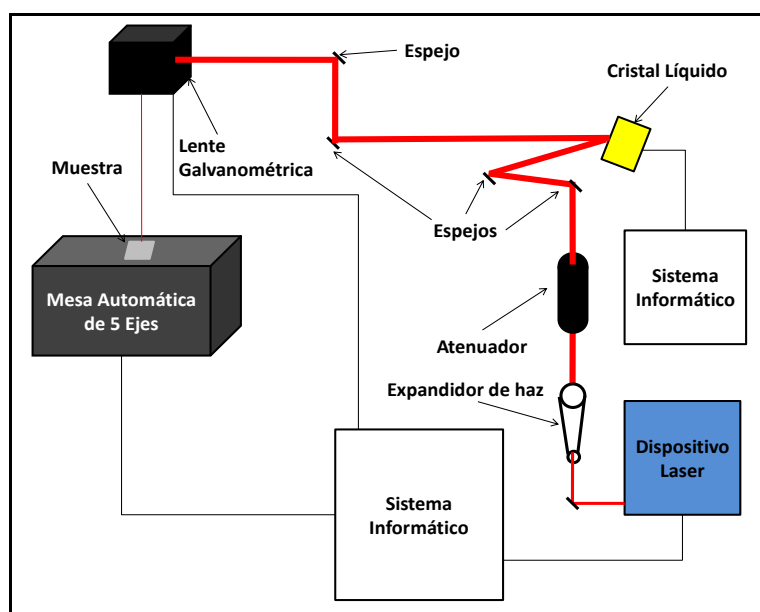 Espejo
Cristal Líquido
Lente
Galvanométrica
Muestra
Espejos
Mesa Automática
de 5 Ejes
Sistema
Informático
Atenuador
Expandidor de haz
Dispositivo
Laser
Sistema
Informático